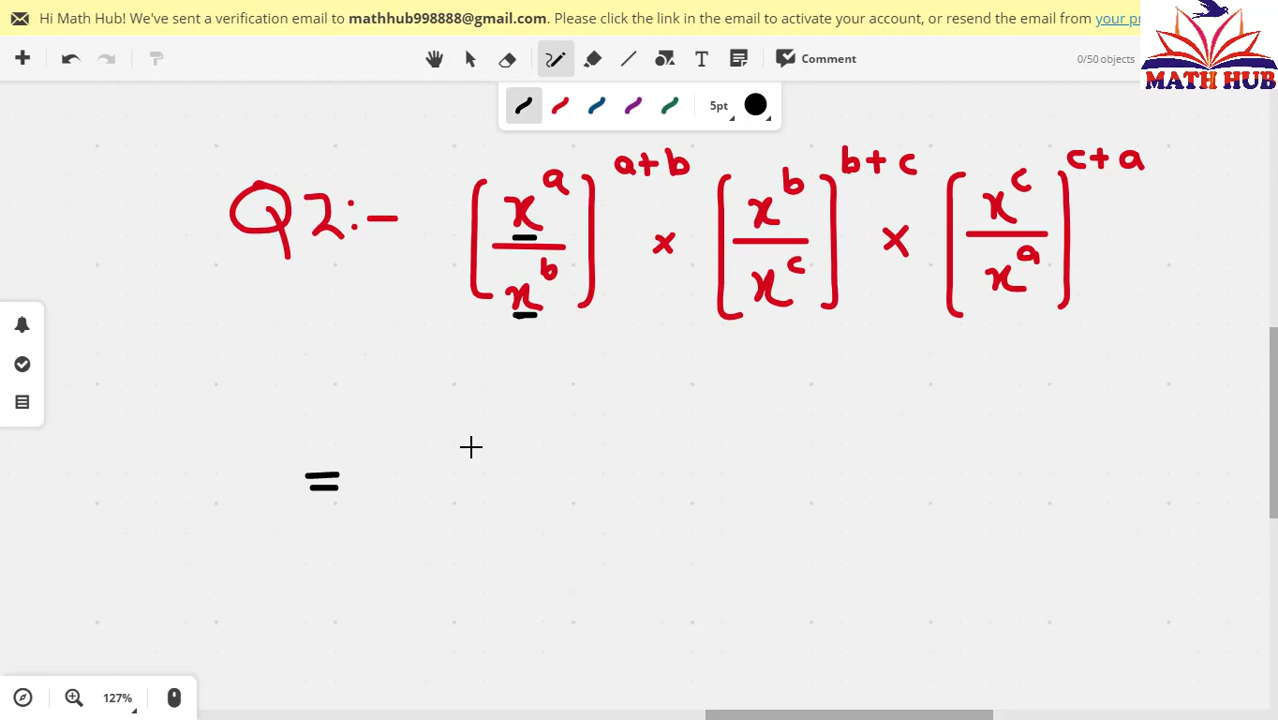 Hi Math Hub! We've sent a verification email to mathhub998888@gmail.com. Please click the link in the email to activate your account, or resend the email from your pr
MATH HUB
Comment
0/50 objects
5pt
Q2:- [x^a/x^b]^(a+b) × [x^b/x^c]^(b+c) × [x^c/x^a]^(c+a)
=
127%